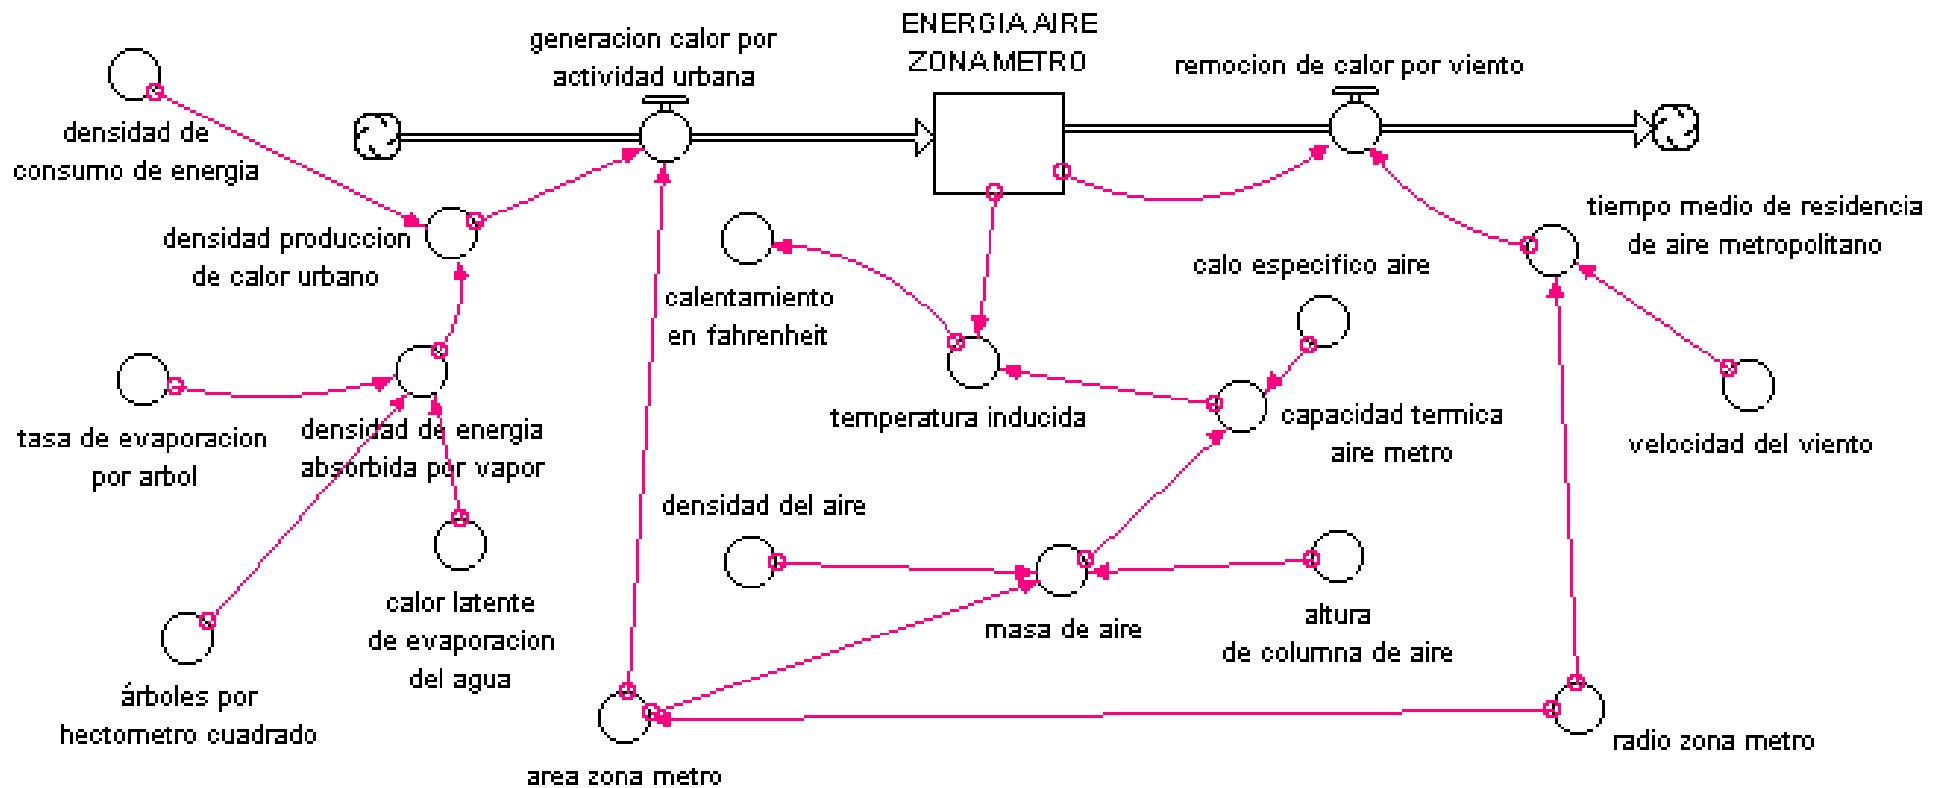 ENERGIA AIRE
ZONA METRO
generacion calor por
actividad urbana
remocion de calor por viento
densidad de
consumo de energia
densidad produccion
de calor urbano
tiempo medio de residencia
de aire metropolitano
calo especifico aire
calentamiento
en fahrenheit
temperatura inducida
capacidad termica
aire metro
velocidad del viento
tasa de evaporacion
por arbol
densidad de energia
absorbida por vapor
densidad del aire
calor latente
de evaporacion
del agua
masa de aire
altura
de columna de aire
árboles por
hectometro cuadrado
area zona metro
radio zona metro